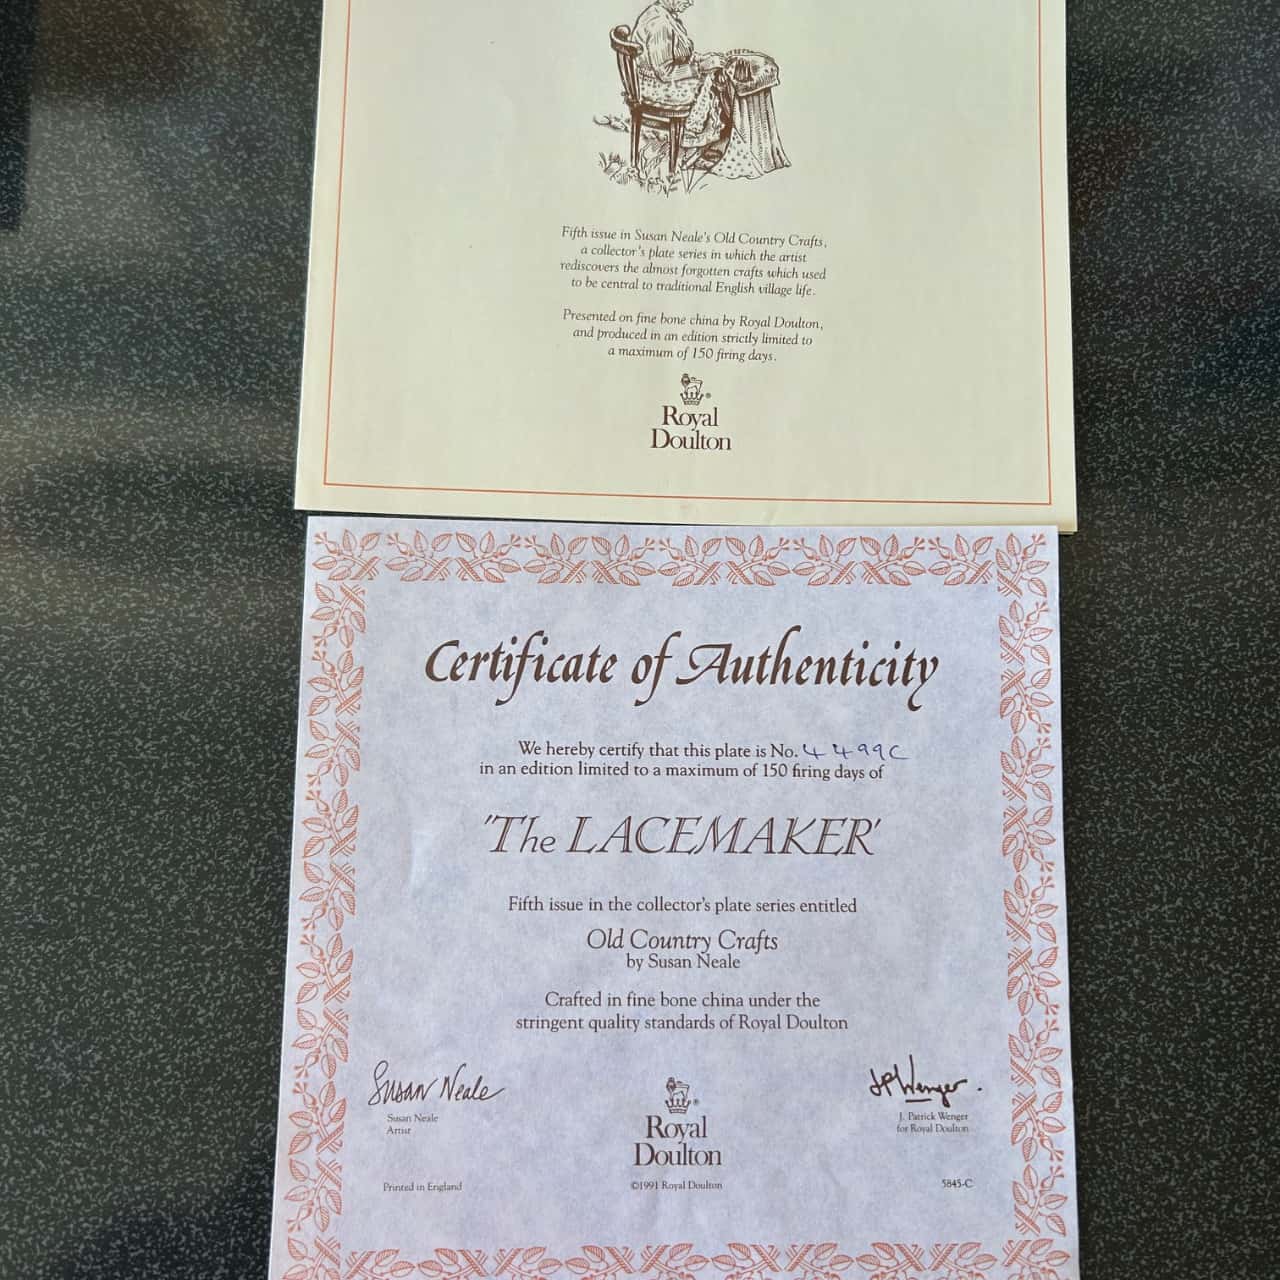 Fifth issue in Susan Neale's Old Country Crafts,
a collector's plate series in which the artist
rediscovers the almost forgotten crafts which used
to be central to traditional English village life.
Presented on fine bone china by Royal Doulton,
and produced in an edition strictly limited to
a maximum of 150 firing days.
Royal
Doulton
Certificate of Authenticity
We hereby certify that this plate is No. 4499C
in an edition limited to a maximum of 150 firing days of
'The LACEMAKER'
Fifth issue in the collector's plate series entitled
Old Country Crafts
by Susan Neale
Crafted in fine bone china under the
stringent quality standards of Royal Doulton
Susan Neale
Susan Neale
Artist
JPWenger.
J. Patrick Wenger
for Royal Doulton
Royal
Doulton
Printed in England
©1991 Royal Doulton
5845-C